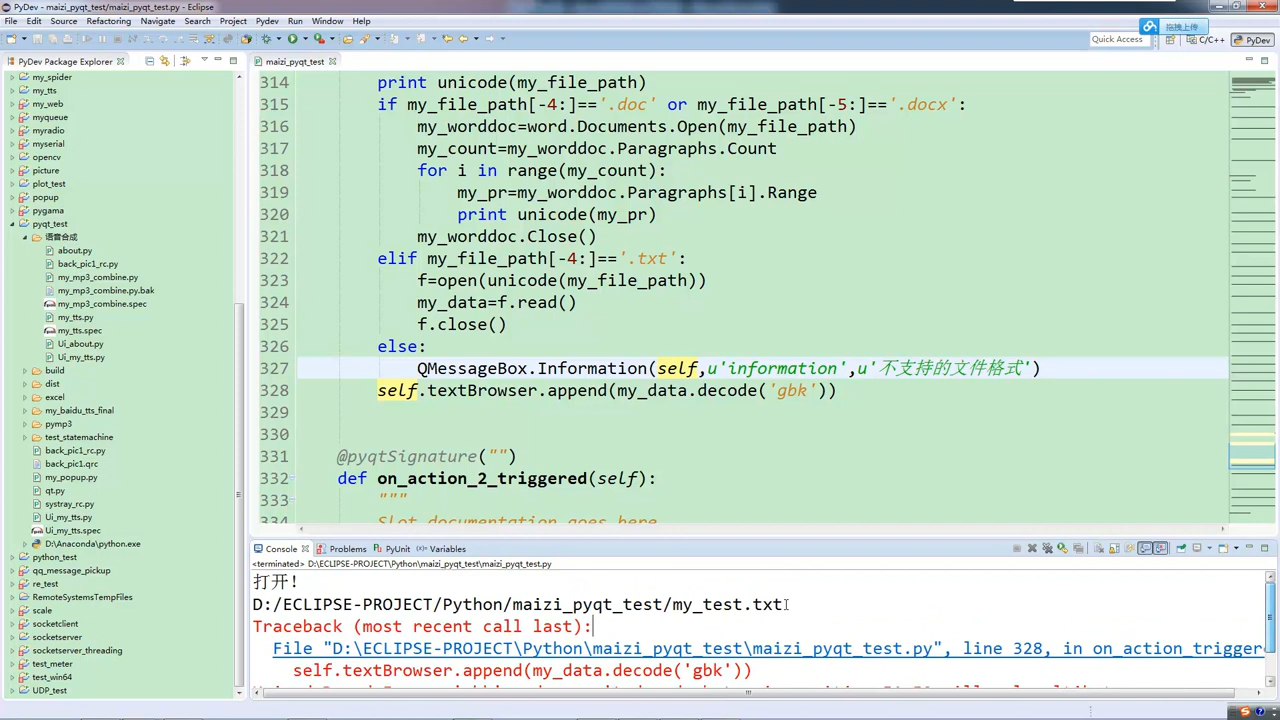 PyDev - maizi_pyqt_test/maizi_pyqt_test.py - Eclipse
File Edit Source Refactoring Navigate Search Project Pydev Run Window Help
拖拽上传
Quick Access
C/C++
PyDev
PyDev Package Explorer
maizi_pyqt_test
my_spider
my_tts
my_web
myqueue
myradio
myserial
opencv
picture
plot_test
popup
pygama
pyqt_test
语音合成
about.py
back_pic1_rc.py
my_mp3_combine.py
my_mp3_combine.py.bak
my_mp3_combine.spec
my_tts.py
my_tts.spec
Ui_about.py
Ui_my_tts.py
build
dist
excel
my_baidu_tts_final
pymp3
test_statemachine
back_pic1_rc.py
back_pic1.qrc
my_popup.py
qt.py
systray_rc.py
Ui_my_tts.py
Ui_my_tts.spec
D:\Anaconda\python.exe
python_test
qq_message_pickup
re_test
RemoteSystemsTempFiles
scale
socketclient
socketserver
socketserver_threading
test_meter
test_win64
UDP_test
314 print unicode(my_file_path)
315 if my_file_path[-4:]=='.doc' or my_file_path[-5:]=='.docx':
316 my_worddoc=word.Documents.Open(my_file_path)
317 my_count=my_worddoc.Paragraphs.Count
318 for i in range(my_count):
319 my_pr=my_worddoc.Paragraphs[i].Range
320 print unicode(my_pr)
321 my_worddoc.Close()
322 elif my_file_path[-4:]=='.txt':
323 f=open(unicode(my_file_path))
324 my_data=f.read()
325 f.close()
326 else:
327 QMessageBox.Information(self,u'information',u'不支持的文件格式')
328 self.textBrowser.append(my_data.decode('gbk'))
329
330
331 @pyqtSignature("")
332 def on_action_2_triggered(self):
333 """
334 Slot documentation goes here
Console Problems PyUnit Variables
<terminated> D:\ECLIPSE-PROJECT\Python\maizi_pyqt_test\maizi_pyqt_test.py
打开!
D:/ECLIPSE-PROJECT/Python/maizi_pyqt_test/my_test.txt
Traceback (most recent call last):
File "D:\ECLIPSE-PROJECT\Python\maizi_pyqt_test\maizi_pyqt_test.py", line 328, in on_action_triggere
self.textBrowser.append(my_data.decode('gbk'))